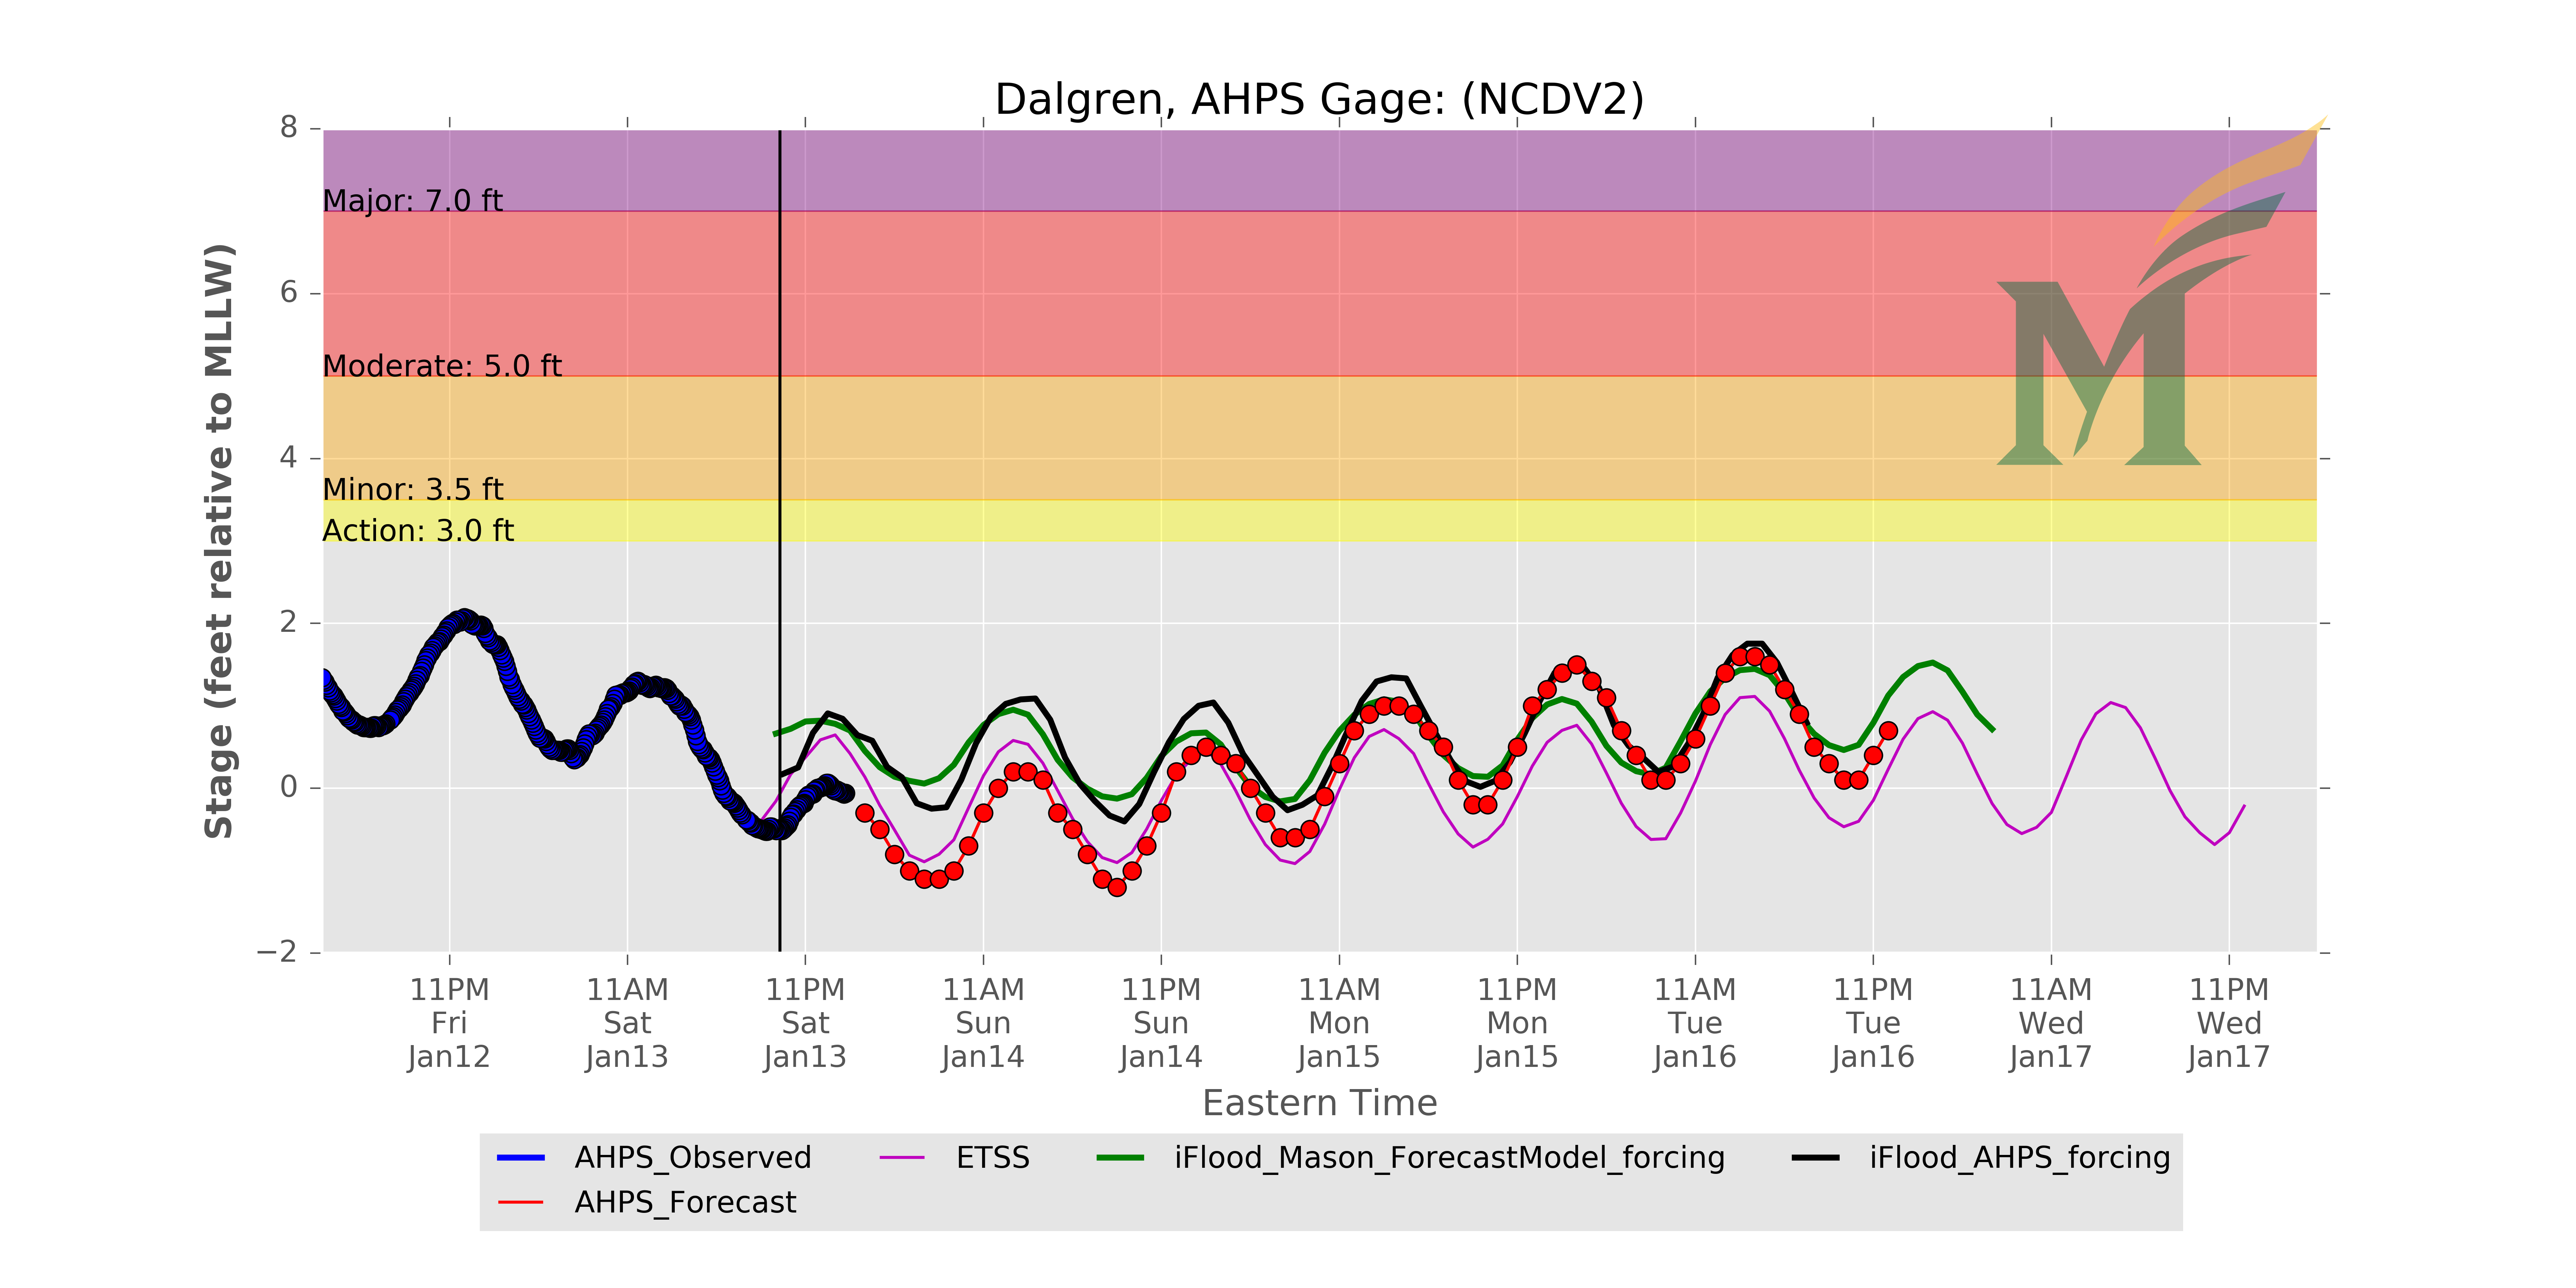 Dalgren, AHPS Gage: (NCDV2)
8
Major: 7.0 ft
6
Moderate: 5.0 ft
4
Minor: 3.5 ft
Action: 3.0 ft
2
0
−2
Stage (feet relative to MLLW)
11PM 11AM 11PM 11AM 11PM 11AM 11PM 11AM 11PM 11AM 11PM
Fri Sat Sat Sun Sun Mon Mon Tue Tue Wed Wed
Jan12 Jan13 Jan13 Jan14 Jan14 Jan15 Jan15 Jan16 Jan16 Jan17 Jan17
Eastern Time
AHPS_Observed ETSS iFlood_Mason_ForecastModel_forcing iFlood_AHPS_forcing
AHPS_Forecast
M